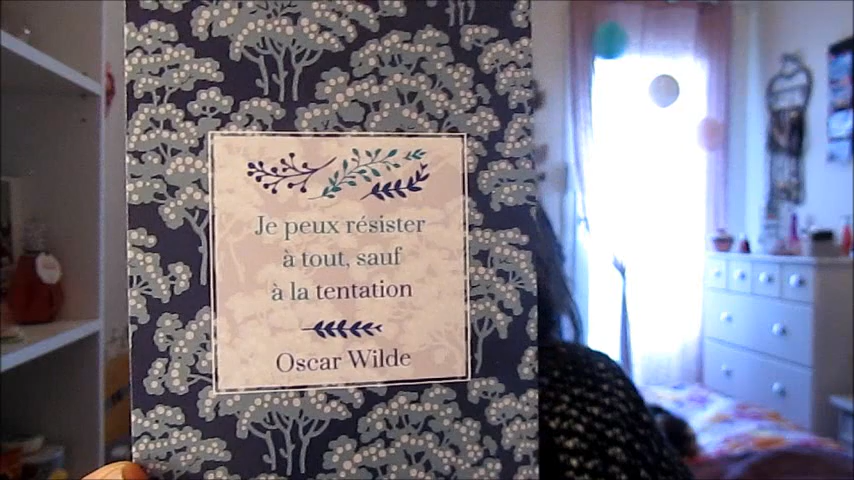 Je peux résister
à tout, sauf
à la tentation
Oscar Wilde